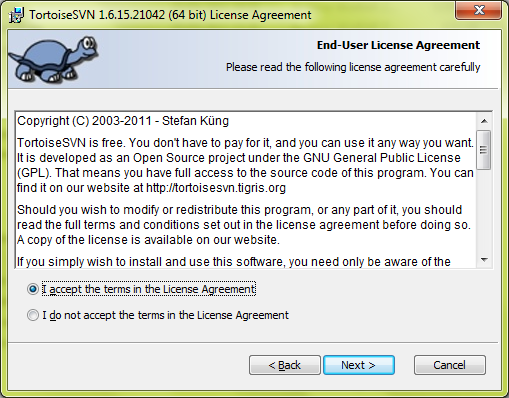 TortoiseSVN 1.6.15.21042 (64 bit) License Agreement
End-User License Agreement
Please read the following license agreement carefully
Copyright (C) 2003-2011 - Stefan Küng
TortoiseSVN is free. You don't have to pay for it, and you can use it any way you want.
It is developed as an Open Source project under the GNU General Public License
(GPL). That means you have full access to the source code of this program. You can
find it on our website at http://tortoisesvn.tigris.org
Should you wish to modify or redistribute this program, or any part of it, you should
read the full terms and conditions set out in the license agreement before doing so.
A copy of the license is available on our website.
If you simply wish to install and use this software, you need only be aware of the
I accept the terms in the License Agreement
I do not accept the terms in the License Agreement
< Back
Next >
Cancel